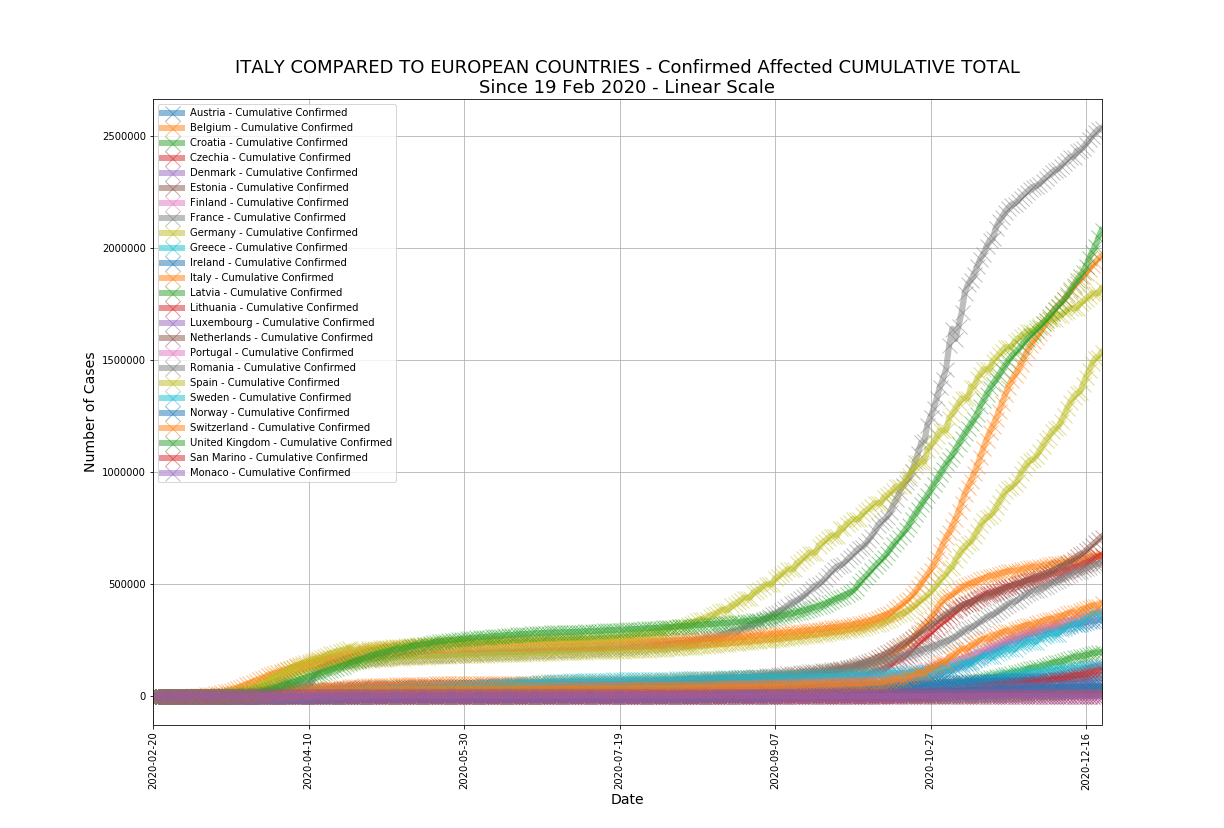 ITALY COMPARED TO EUROPEAN COUNTRIES - Confirmed Affected CUMULATIVE TOTAL
Since 19 Feb 2020 - Linear Scale
Austria - Cumulative Confirmed
Belgium - Cumulative Confirmed
Croatia - Cumulative Confirmed
Czechia - Cumulative Confirmed
Denmark - Cumulative Confirmed
Estonia - Cumulative Confirmed
Finland - Cumulative Confirmed
France - Cumulative Confirmed
Germany - Cumulative Confirmed
Greece - Cumulative Confirmed
Ireland - Cumulative Confirmed
Italy - Cumulative Confirmed
Latvia - Cumulative Confirmed
Lithuania - Cumulative Confirmed
Luxembourg - Cumulative Confirmed
Netherlands - Cumulative Confirmed
Portugal - Cumulative Confirmed
Romania - Cumulative Confirmed
Spain - Cumulative Confirmed
Sweden - Cumulative Confirmed
Norway - Cumulative Confirmed
Switzerland - Cumulative Confirmed
United Kingdom - Cumulative Confirmed
San Marino - Cumulative Confirmed
Monaco - Cumulative Confirmed
Number of Cases
2500000
2000000
1500000
1000000
500000
0
2020-02-20
2020-04-10
2020-05-30
2020-07-19
2020-09-07
2020-10-27
2020-12-16
Date